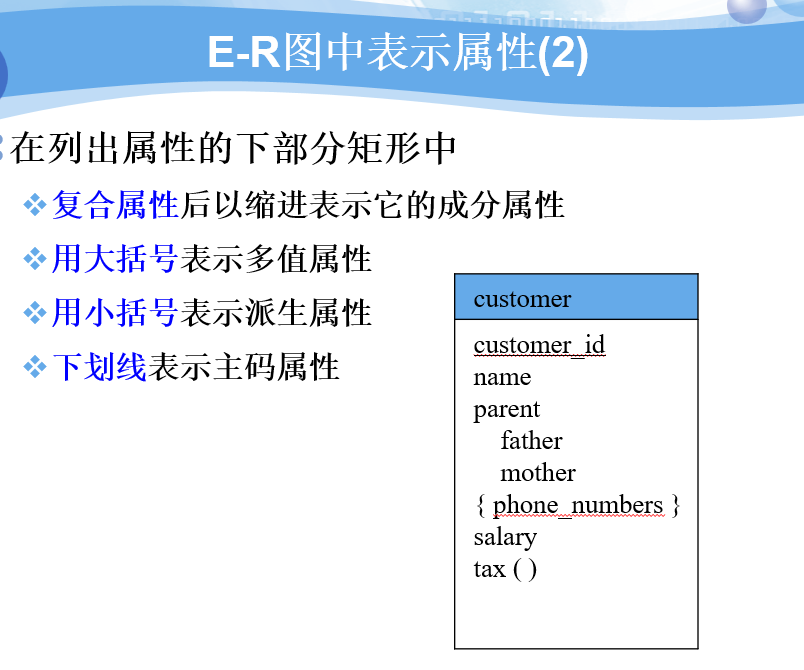 E-R图中表示属性(2)
在列出属性的下部分矩形中
复合属性后以缩进表示它的成分属性
用大括号表示多值属性
用小括号表示派生属性
下划线表示主码属性
customer
customer_id
name
parent
father
mother
{ phone_numbers }
salary
tax ( )